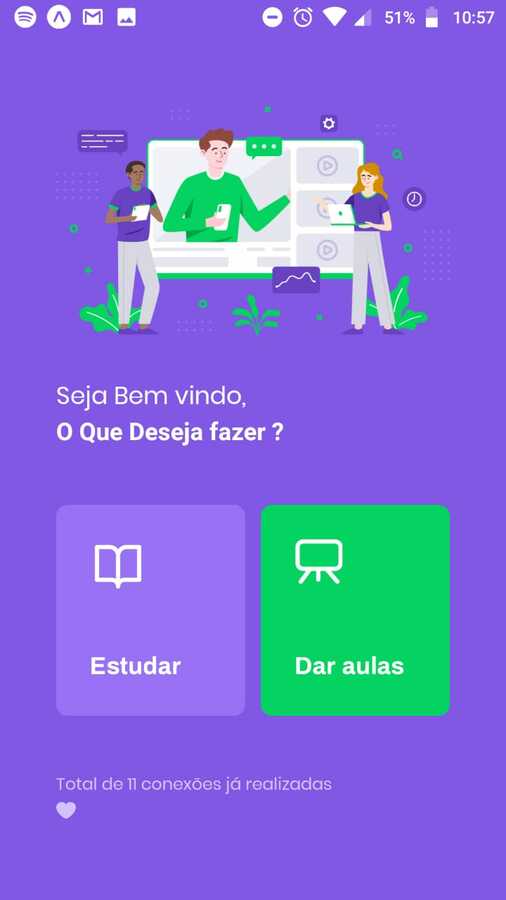 51% 10:57
Seja Bem vindo,
O Que Deseja fazer ?
Estudar
Dar aulas
Total de 11 conexões já realizadas